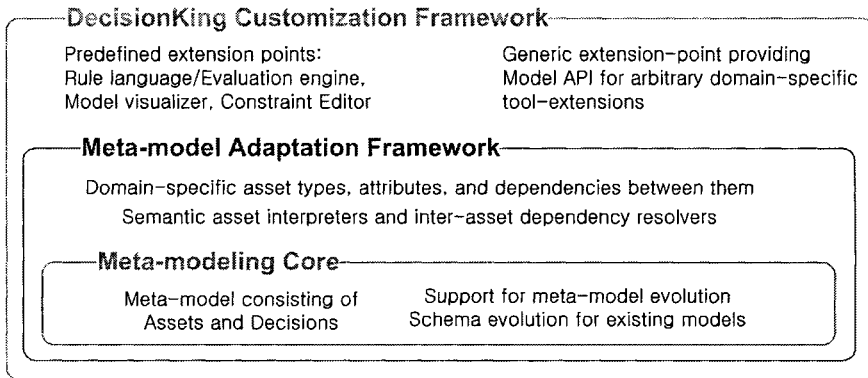 DecisionKing Customization Framework
Predefined extension points:
Rule language/Evaluation engine,
Model visualizer, Constraint Editor
Generic extension-point providing
Model API for arbitrary domain-specific
tool-extensions
Meta-model Adaptation Framework
Domain-specific asset types, attributes, and dependencies between them
Semantic asset interpreters and inter-asset dependency resolvers
Meta-modeling Core
Meta-model consisting of
Assets and Decisions
Support for meta-model evolution
Schema evolution for existing models